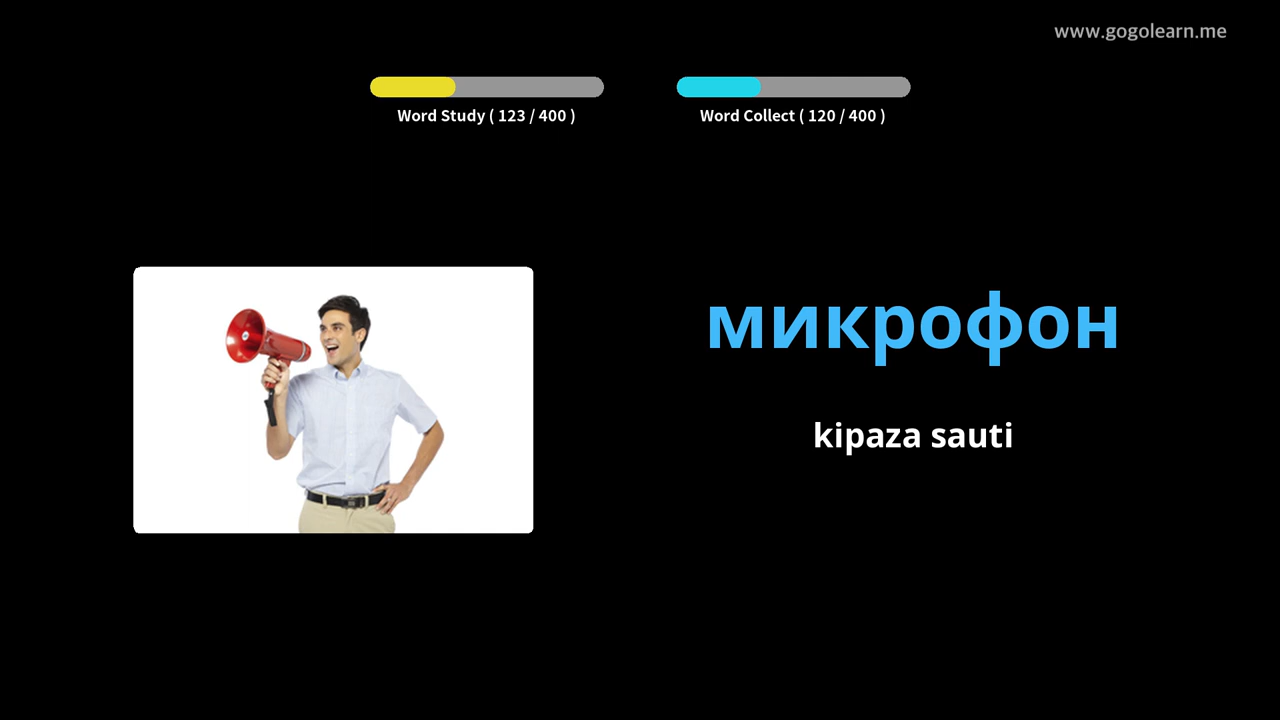 www.gogolearn.me
Word Study ( 123 / 400 )
Word Collect ( 120 / 400 )
микрофон
kipaza sauti